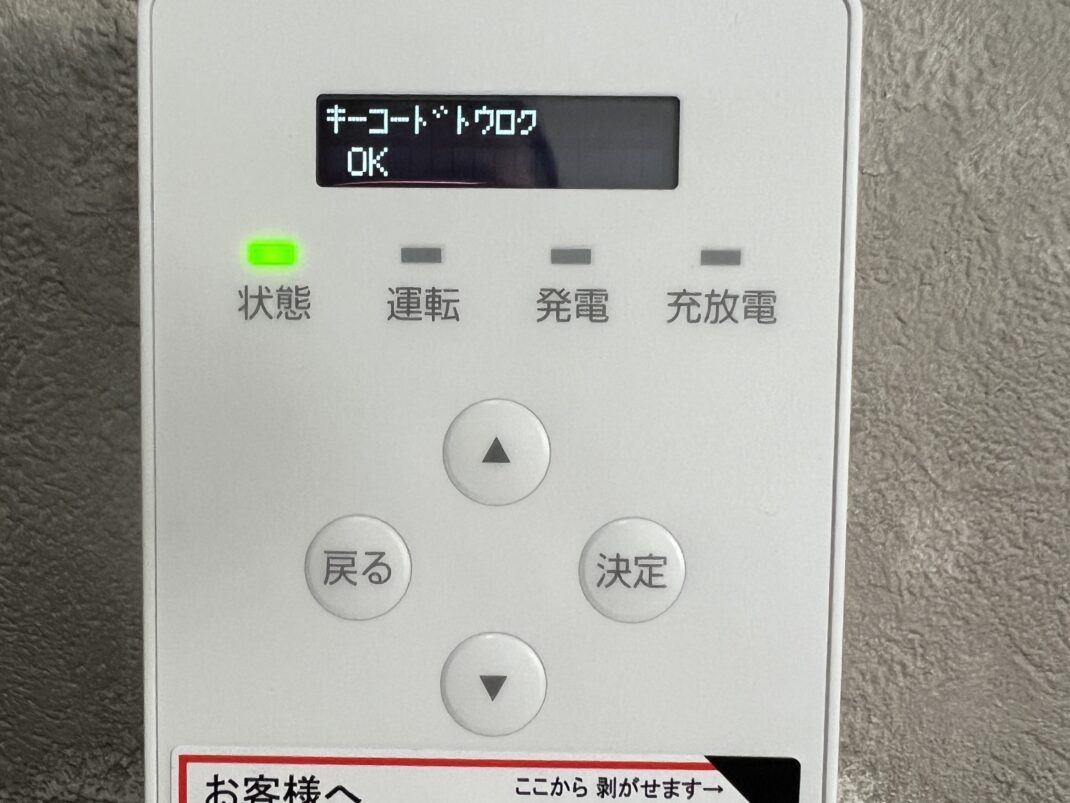 キーコードトウロク
OK
状態 運転 発電 充放電
▲
戻る 決定
▼
お客様へ ここから 剥がせます→